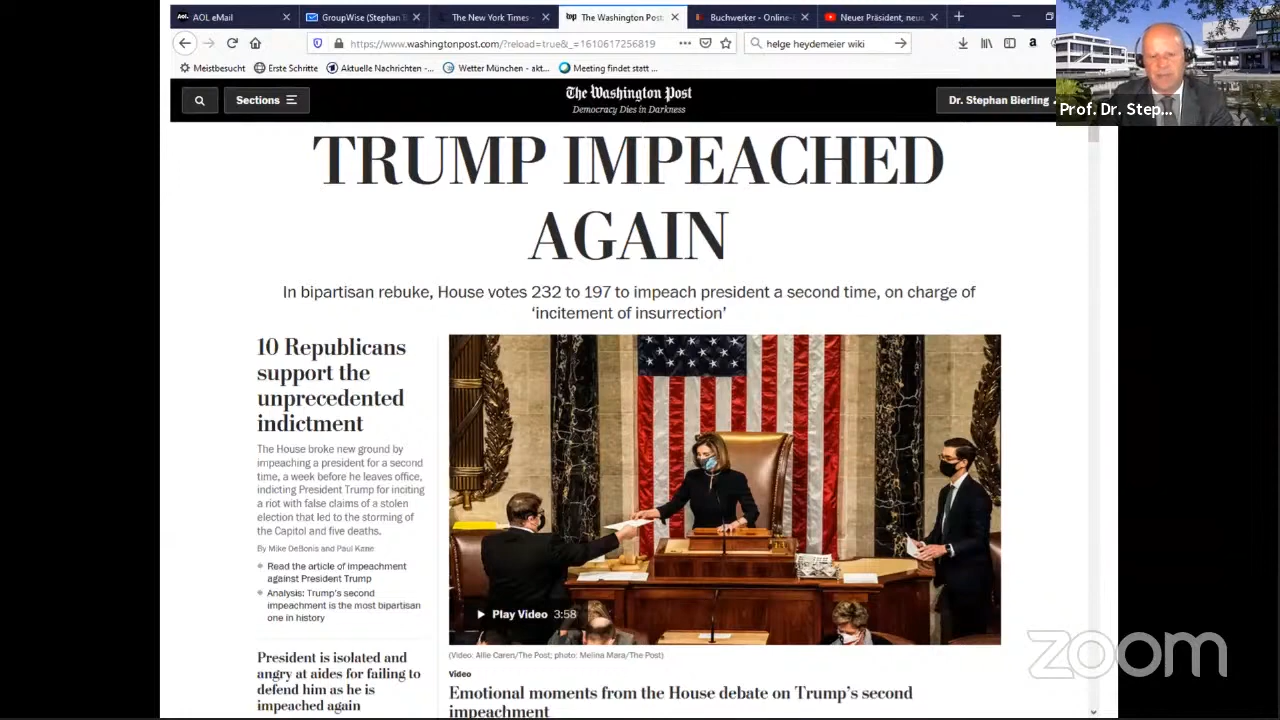 AOL eMail
GroupWise (Stephan
The New York Times -
wp
The Washington Post:
Buchwerker - Online-
Neuer Präsident, neue
https://www.washingtonpost.com/?reload=true&_=1610617256819
helge heydemeier wiki
Meistbesucht
Erste Schritte
Aktuelle Nachrichten -...
Wetter München - akt...
Meeting findet statt ...
Prof. Dr. Step...
Sections
The Washington Post
Democracy Dies in Darkness
Dr. Stephan Bierling
TRUMP IMPEACHED
AGAIN
In bipartisan rebuke, House votes 232 to 197 to impeach president a second time, on charge of
‘incitement of insurrection’
10 Republicans
support the
unprecedented
indictment
The House broke new ground by
impeaching a president for a second
time, a week before he leaves office,
indicting President Trump for inciting
a riot with false claims of a stolen
election that led to the storming of
the Capitol and five deaths.
By Mike DeBonis and Paul Kane
Read the article of impeachment
against President Trump
Analysis: Trump's second
impeachment is the most bipartisan
one in history
President is isolated and
angry at aides for failing to
defend him as he is
impeached again
Play Video 3:58
(Video: Allie Caren/The Post; photo: Melina Mara/The Post)
Video
Emotional moments from the House debate on Trump's second
impeachment
zoom